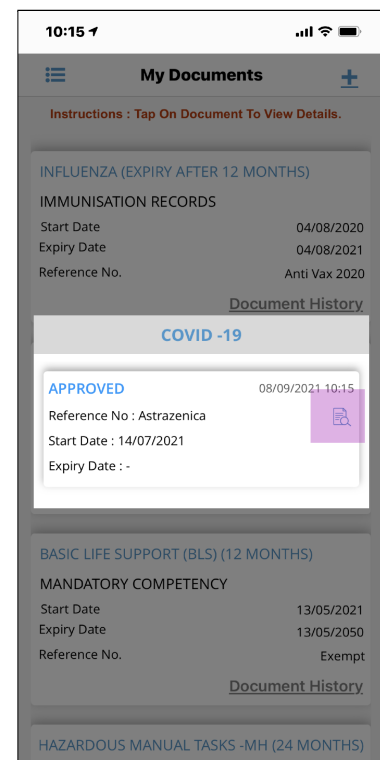 10:15
My Documents
Instructions : Tap On Document To View Details.
INFLUENZA (EXPIRY AFTER 12 MONTHS)
IMMUNISATION RECORDS
Start Date 04/08/2020
Expiry Date 04/08/2021
Reference No. Anti Vax 2020
Document History
COVID -19
APPROVED 08/09/2021 10:15
Reference No : Astrazenica
Start Date : 14/07/2021
Expiry Date : -
BASIC LIFE SUPPORT (BLS) (12 MONTHS)
MANDATORY COMPETENCY
Start Date 13/05/2021
Expiry Date 13/05/2050
Reference No. Exempt
Document History
HAZARDOUS MANUAL TASKS -MH (24 MONTHS)